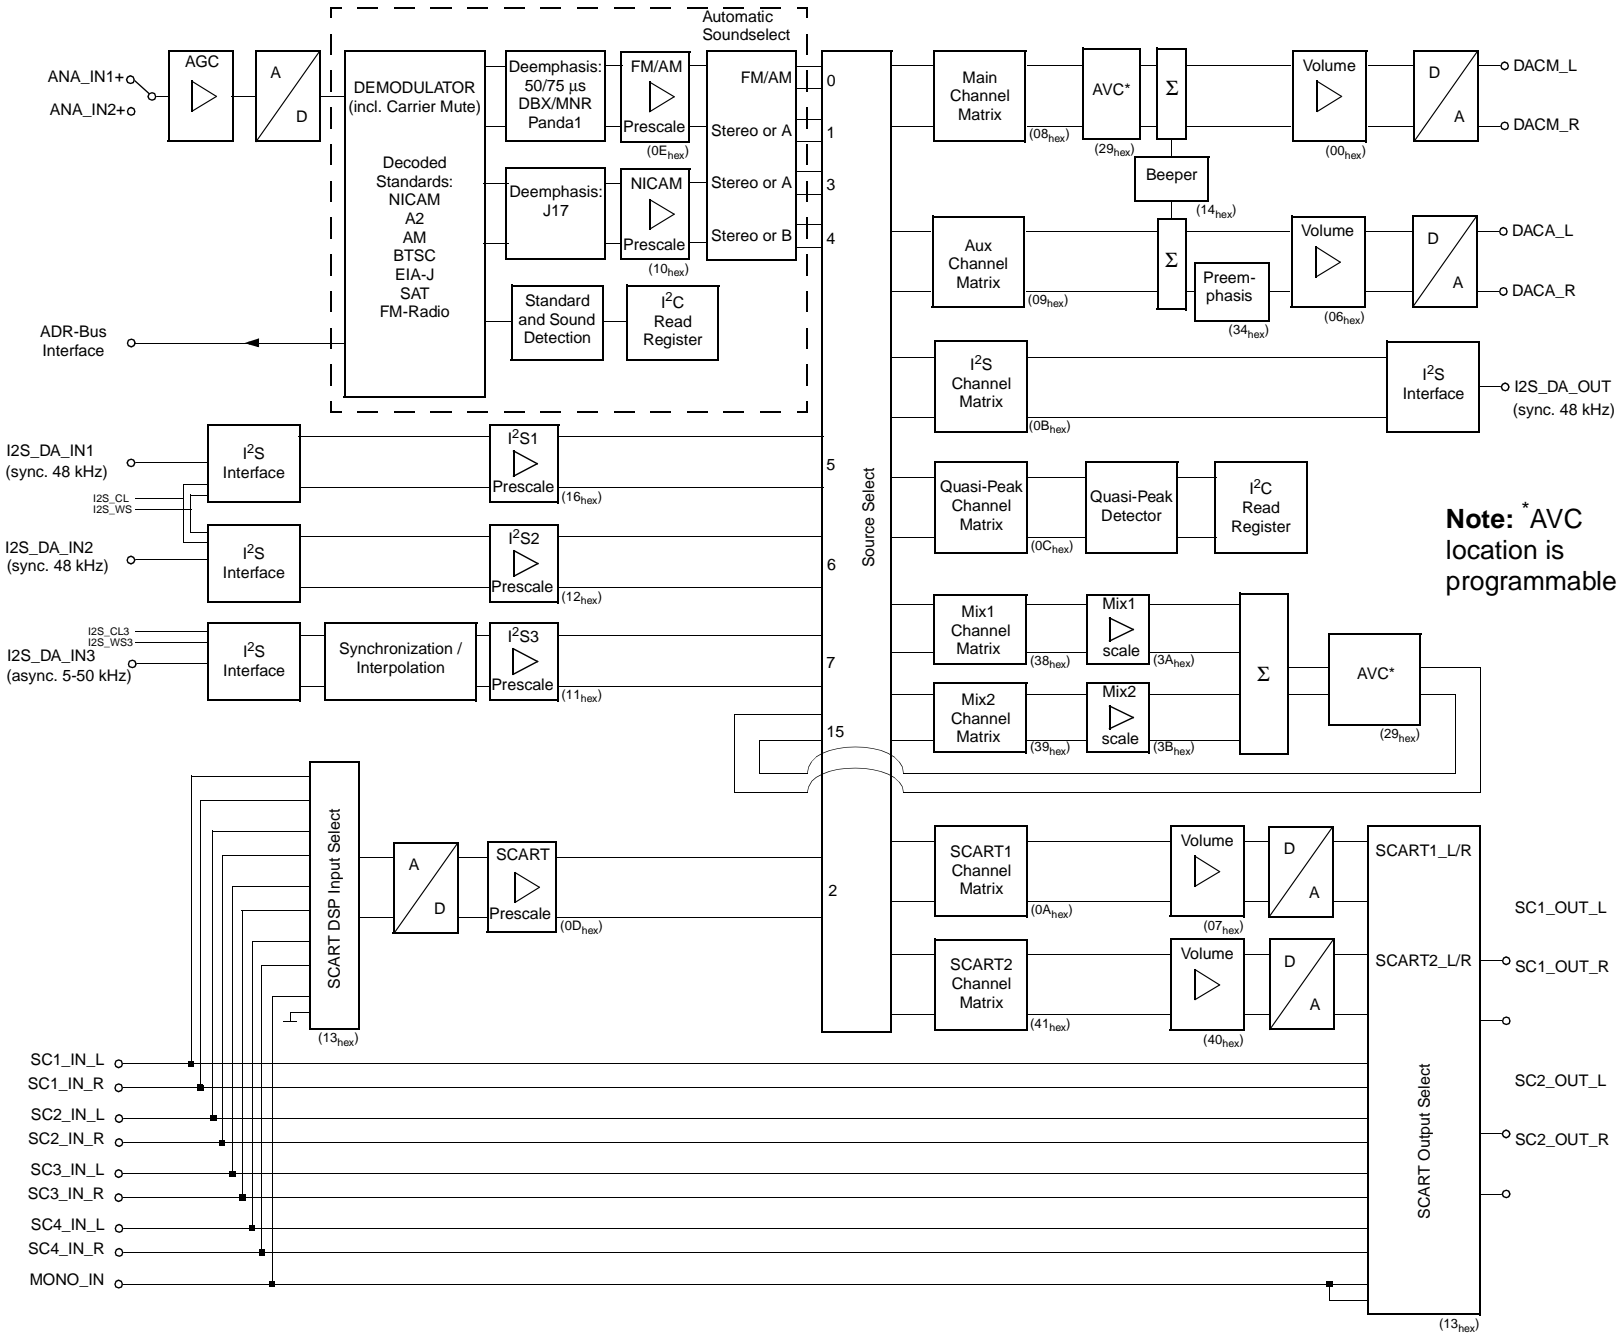 Automatic
Soundselect
ANA_IN1+
ANA_IN2+
AGC
A
D
DEMODULATOR
(incl. Carrier Mute)
Decoded
Standards:
NICAM
A2
AM
BTSC
EIA-J
SAT
FM-Radio
Deemphasis:
50/75 µs
DBX/MNR
Panda1
FM/AM
Prescale
(0Ehex)
Deemphasis:
J17
NICAM
Prescale
(10hex)
FM/AM
Stereo or A
Stereo or A
Stereo or B
Standard
and Sound
Detection
I2C
Read
Register
ADR-Bus
Interface
0
1
3
4
5
6
7
15
2
Source Select
Main
Channel
Matrix
(08hex)
AVC*
(29hex)
Σ
Beeper
(14hex)
Volume
(00hex)
D
A
DACM_L
DACM_R
Aux
Channel
Matrix
(09hex)
Σ
Preem-
phasis
(34hex)
Volume
(06hex)
D
A
DACA_L
DACA_R
I2S
Channel
Matrix
(0Bhex)
I2S
Interface
I2S_DA_OUT
(sync. 48 kHz)
I2S_DA_IN1
(sync. 48 kHz)
I2S_CL
I2S_WS
I2S
Interface
I2S1
Prescale
(16hex)
I2S_DA_IN2
(sync. 48 kHz)
I2S
Interface
I2S2
Prescale
(12hex)
I2S_CL3
I2S_WS3
I2S_DA_IN3
(async. 5-50 kHz)
I2S
Interface
Synchronization /
Interpolation
I2S3
Prescale
(11hex)
Quasi-Peak
Channel
Matrix
(0Chex)
Quasi-Peak
Detector
I2C
Read
Register
Note: *AVC
location is
programmable
Mix1
Channel
Matrix
(38hex)
Mix1
scale
(3Ahex)
Mix2
Channel
Matrix
(39hex)
Mix2
scale
(3Bhex)
Σ
AVC*
(29hex)
SCART DSP Input Select
(13hex)
A
D
SCART
Prescale
(0Dhex)
SCART1
Channel
Matrix
(0Ahex)
Volume
(07hex)
D
A
SCART1_L/R
SCART2
Channel
Matrix
(41hex)
Volume
(40hex)
D
A
SCART2_L/R
SCART Output Select
(13hex)
SC1_OUT_L
SC1_OUT_R
SC2_OUT_L
SC2_OUT_R
SC1_IN_L
SC1_IN_R
SC2_IN_L
SC2_IN_R
SC3_IN_L
SC3_IN_R
SC4_IN_L
SC4_IN_R
MONO_IN